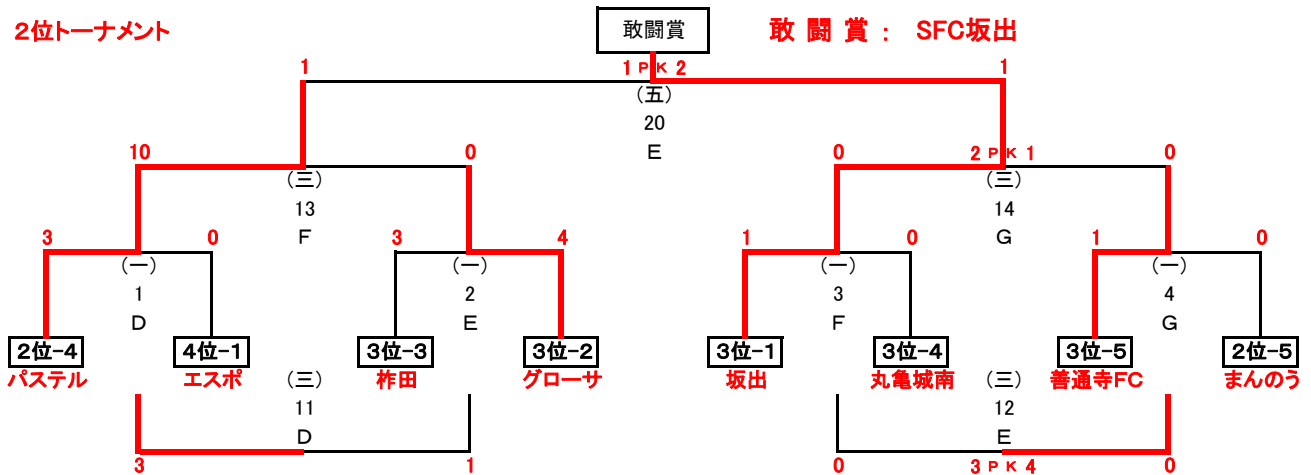 2位トーナメント
敢闘賞
敢 闘 賞 : SFC坂出
1
1 P K 2
1
(五)
20
E
10
0
0
2 P K 1
0
(三)
(三)
13
14
F
G
3
0
3
4
1
0
1
0
(一)
(一)
(一)
(一)
1
2
3
4
D
E
F
G
2位-4
4位-1
3位-3
3位-2
3位-1
3位-4
3位-5
2位-5
パステル
エスポ
柞田
グローサ
坂出
丸亀城南
善通寺FC
まんのう
(三)
(三)
11
12
D
E
3
1
0
3 P K 4
0